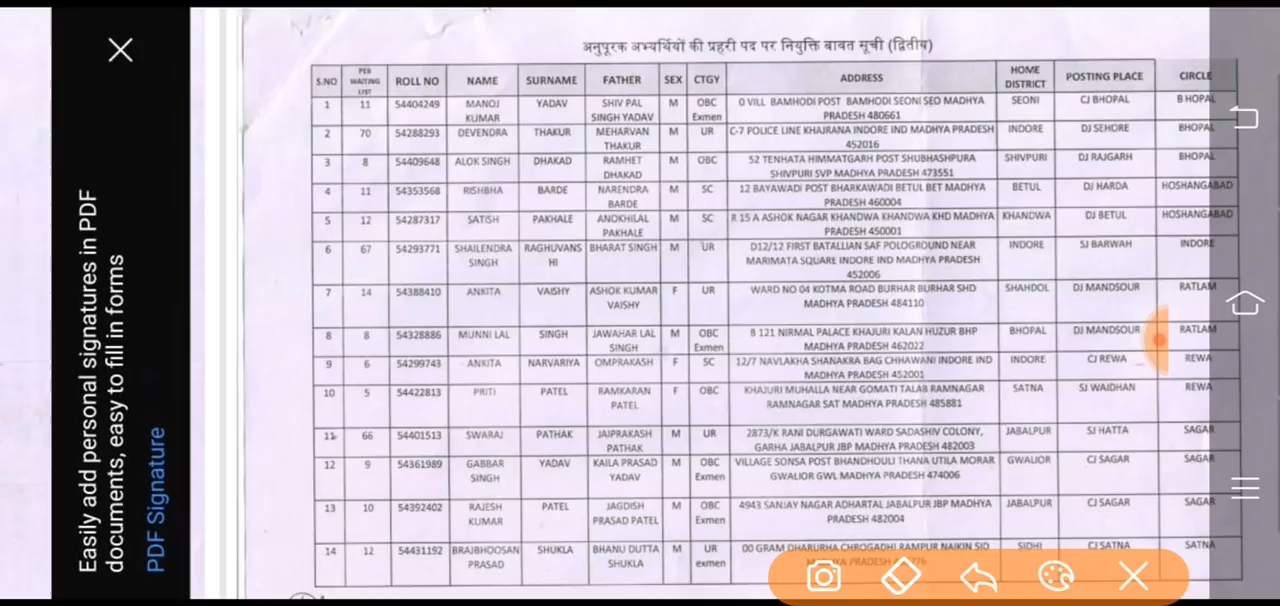 Easily add personal signatures in PDF
documents, easy to fill in forms
PDF Signature
अनुपूरक अभ्यर्थियों की प्रहरी पद पर नियुक्ति बाबत सूची (द्वितीय)
S.NO PEB WAITING LIST ROLL NO NAME SURNAME FATHER SEX CTGY ADDRESS HOME DISTRICT POSTING PLACE CIRCLE
1 11 54404249 MANOJ KUMAR YADAV SHIV PAL SINGH YADAV M OBC Exmen 0 VILL BAMHODI POST BAMHODI SEONI SEO MADHYA PRADESH 480661 SEONI CJ BHOPAL BHOPAL
2 70 54288293 DEVENDRA THAKUR MEHARVAN THAKUR M UR C-7 POLICE LINE KHAJRANA INDORE IND MADHYA PRADESH 452016 INDORE DJ SEHORE BHOPAL
3 8 54409648 ALOK SINGH DHAKAD RAMHET DHAKAD M OBC 52 TENHATA HIMMATGARH POST SHUBHASHPURA SHIVPURI SVP MADHYA PRADESH 473551 SHIVPURI DJ RAJGARH BHOPAL
4 11 54353568 RISHBHA BARDE NARENDRA BARDE M SC 12 BAYAWADI POST BHARKAWADI BETUL BET MADHYA PRADESH 460004 BETUL DJ HARDA HOSHANGABAD
5 12 54287317 SATISH PAKHALE ANOKHILAL PAKHALE M SC R 15 A ASHOK NAGAR KHANDWA KHANDWA KHD MADHYA PRADESH 450001 KHANDWA DJ BETUL HOSHANGABAD
6 67 54293771 SHAILENDRA SINGH RAGHUVANSHI BHARAT SINGH M UR D12/12 FIRST BATALLIAN SAF POLOGROUND NEAR MARIMATA SQUARE INDORE IND MADHYA PRADESH 452006 INDORE SJ BARWAH INDORE
7 14 54388410 ANKITA VAISHY ASHOK KUMAR VAISHY F UR WARD NO 04 KOTMA ROAD BURHAR BURHAR SHD MADHYA PRADESH 484110 SHAHDOL DJ MANDSOUR RATLAM
8 8 54328886 MUNNI LAL SINGH JAWAHAR LAL SINGH M OBC Exmen B 121 NIRMAL PALACE KHAJURI KALAN HUZUR BHP MADHYA PRADESH 462022 BHOPAL DJ MANDSOUR RATLAM
9 6 54299743 ANKITA NARVARIYA OMPRAKASH F SC 12/7 NAVLAKHA SHANAKRA BAG CHHAWANI INDORE IND MADHYA PRADESH 452001 INDORE CJ REWA REWA
10 5 54422813 PRITI PATEL RAMKARAN PATEL F OBC KHAJURI MUHALLA NEAR GOMATI TALAB RAMNAGAR RAMNAGAR SAT MADHYA PRADESH 485881 SATNA SJ WAIDHAN REWA
11 66 54401513 SWARAJ PATHAK JAIPRAKASH PATHAK M UR 2873/K RANI DURGAWATI WARD SADASHIV COLONY, GARHA JABALPUR JBP MADHYA PRADESH 482003 JABALPUR SJ HATTA SAGAR
12 9 54361989 GABBAR SINGH YADAV KAILA PRASAD YADAV M OBC Exmen VILLAGE SONSA POST BHANDHOULI THANA UTILA MORAR GWALIOR GWL MADHYA PRADESH 474006 GWALIOR CJ SAGAR SAGAR
13 10 54392402 RAJESH KUMAR PATEL JAGDISH PRASAD PATEL M OBC Exmen 4943 SANJAY NAGAR ADHARTAL JABALPUR JBP MADHYA PRADESH 482004 JABALPUR CJ SAGAR SAGAR
14 12 54431192 BRAJBHOOSAN PRASAD SHUKLA BHANU DUTTA SHUKLA M UR exmen 00 GRAM DHARURHA CHROGADHI RAMPUR NAIKIN SID PRADESH SIDHI CJ SATNA SATNA